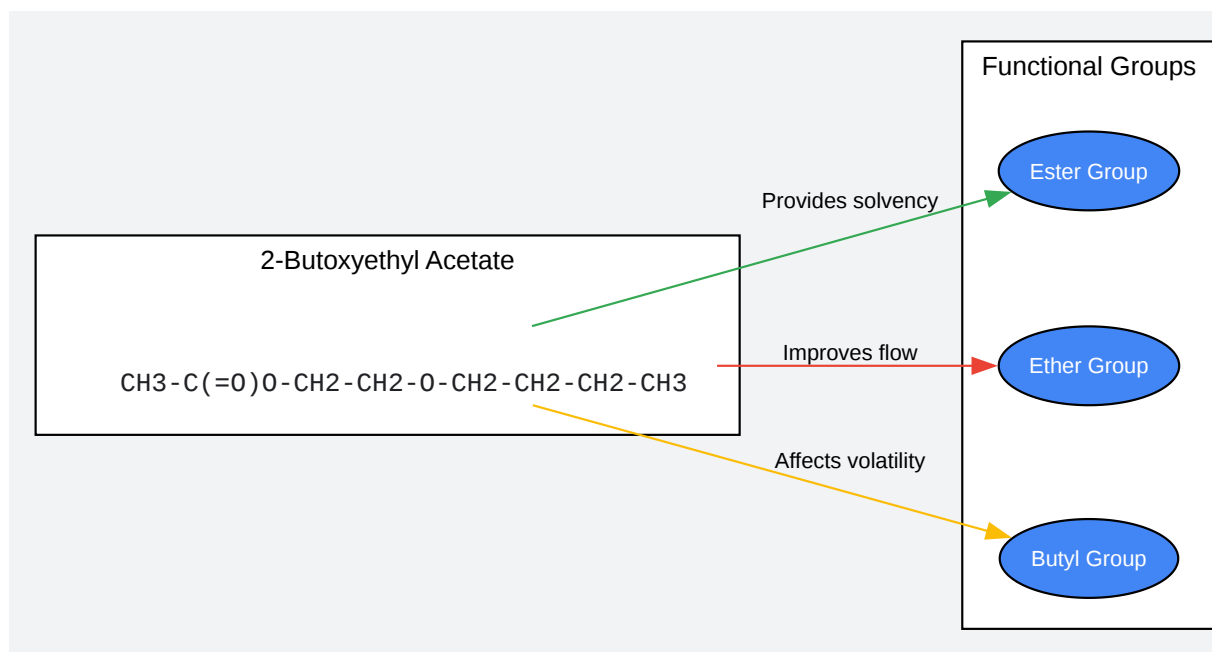 Functional Groups
Ester Group
Provides solvency
2-Butoxyethyl Acetate
CH3-C(=O)O-CH2-CH2-O-CH2-CH2-CH2-CH3
Improves flow
Ether Group
Affects volatility
Butyl Group